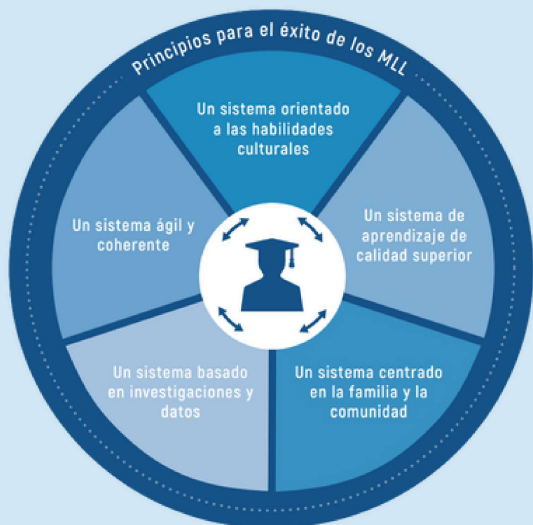 Principios para el éxito de los MLL
Un sistema orientado
a las habilidades
culturales
Un sistema de
aprendizaje de
calidad superior
Un sistema centrado
en la familia y la
comunidad
Un sistema basado
en investigaciones y
datos
Un sistema ágil y
coherente